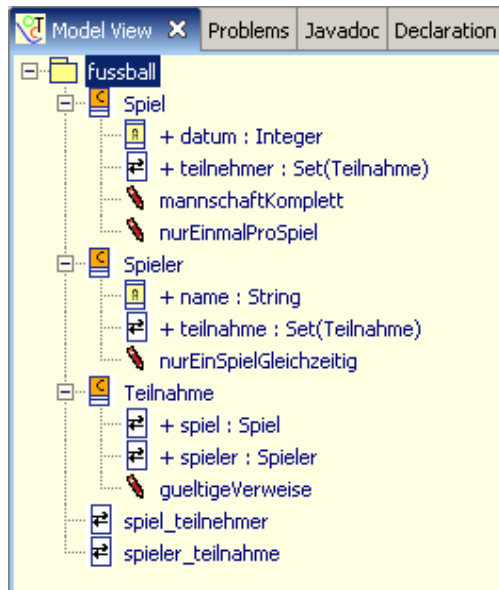 Model View Problems Javadoc Declaration
fussball
Spiel
+ datum : Integer
+ teilnehmer : Set(Teilnahme)
mannschaftKomplett
nurEinmalProSpiel
Spieler
+ name : String
+ teilnahme : Set(Teilnahme)
nurEinSpielGleichzeitig
Teilnahme
+ spiel : Spiel
+ spieler : Spieler
gueltigeVerweise
spiel_teilnehmer
spieler_teilnahme